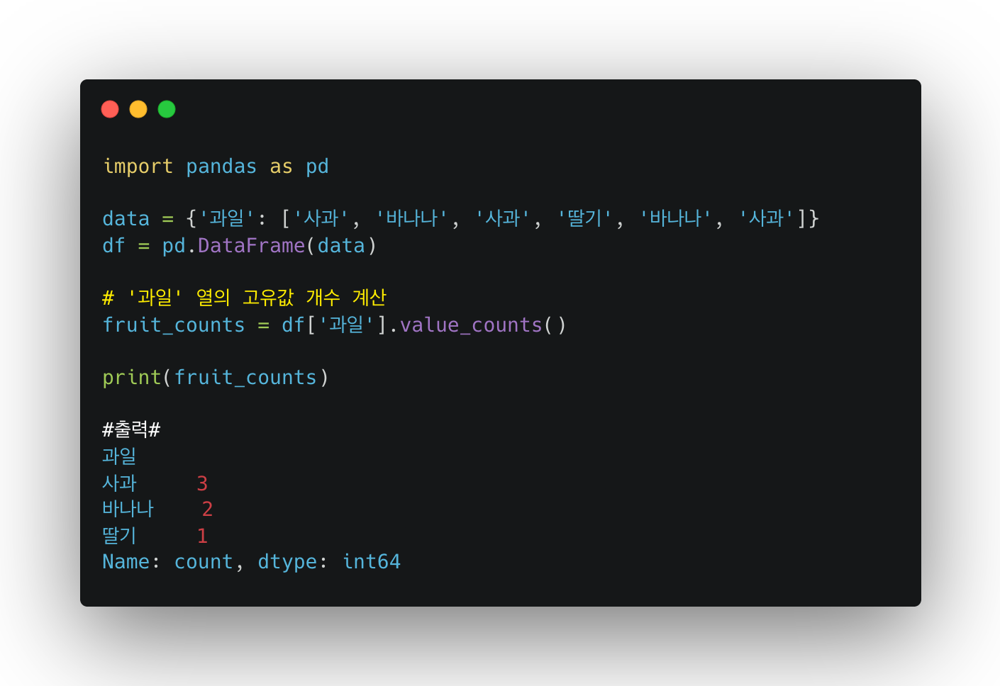 import pandas as pd
data = {'과일': ['사과', '바나나', '사과', '딸기', '바나나', '사과']}
df = pd.DataFrame(data)
# '과일' 열의 고유값 개수 계산
fruit_counts = df['과일'].value_counts()
print(fruit_counts)
#출력#
과일
사과     3
바나나    2
딸기     1
Name: count, dtype: int64